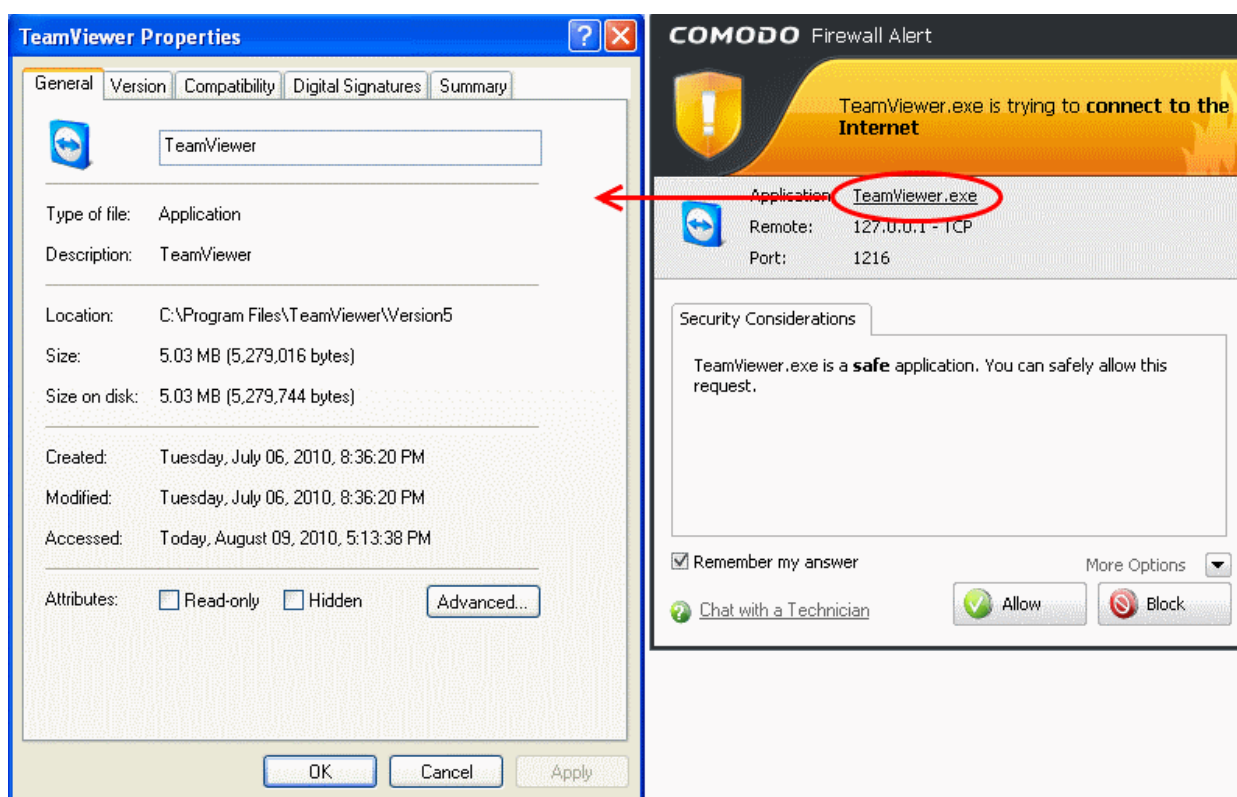 TeamViewer Properties
General Version Compatibility Digital Signatures Summary
TeamViewer
Type of file: Application
Description: TeamViewer
Location: C:\Program Files\TeamViewer\Version5
Size: 5.03 MB (5,279,016 bytes)
Size on disk: 5.03 MB (5,279,744 bytes)
Created: Tuesday, July 06, 2010, 8:36:20 PM
Modified: Tuesday, July 06, 2010, 8:36:20 PM
Accessed: Today, August 09, 2010, 5:13:38 PM
Attributes: Read-only Hidden Advanced...
OK Cancel Apply
COMODO Firewall Alert
TeamViewer.exe is trying to connect to the
Internet
Application TeamViewer.exe
Remote: 127.0.0.1 - TCP
Port: 1216
Security Considerations
TeamViewer.exe is a safe application. You can safely allow this
request.
Remember my answer
More Options
Chat with a Technician
Allow Block